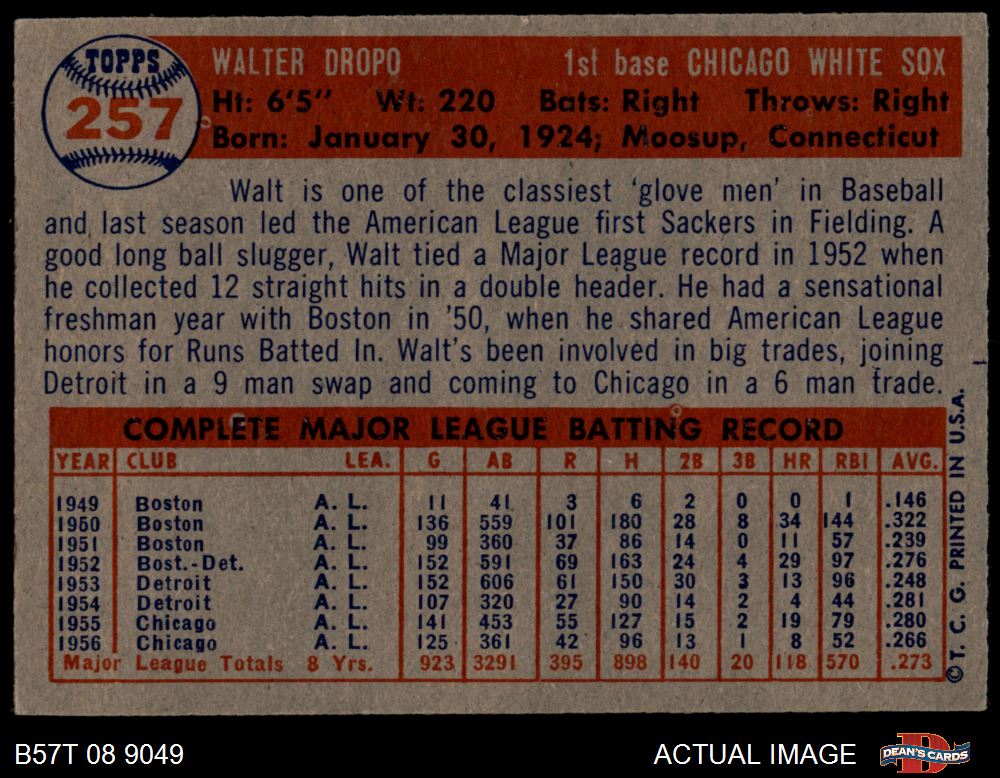 TOPPS
257
WALTER DROPO 1st base CHICAGO WHITE SOX
Ht: 6'5" Wt: 220 Bats: Right Throws: Right
Born: January 30, 1924; Moosup, Connecticut
Walt is one of the classiest 'glove men' in Baseball
and last season led the American League first Sackers in Fielding. A
good long ball slugger, Walt tied a Major League record in 1952 when
he collected 12 straight hits in a double header. He had a sensational
freshman year with Boston in '50, when he shared American League
honors for Runs Batted In. Walt's been involved in big trades, joining
Detroit in a 9 man swap and coming to Chicago in a 6 man trade.
COMPLETE MAJOR LEAGUE BATTING RECORD
YEAR CLUB LEA. G AB R H 2B 3B HR RBI AVG.
1949 Boston A. L. 11 41 3 6 2 0 0 1 .146
1950 Boston A. L. 136 559 101 180 28 8 34 144 .322
1951 Boston A. L. 99 360 37 86 14 0 11 57 .239
1952 Bost.-Det. A. L. 152 591 69 163 24 4 29 97 .276
1953 Detroit A. L. 152 606 61 150 30 3 13 96 .248
1954 Detroit A. L. 107 320 27 90 14 2 4 44 .281
1955 Chicago A. L. 141 453 55 127 15 2 19 79 .280
1956 Chicago A. L. 125 361 42 96 13 1 8 52 .266
Major League Totals 8 Yrs. 923 3291 395 898 140 20 118 570 .273
© T. C. G. PRINTED IN U.S.A.
B57T 08 9049 ACTUAL IMAGE
DEAN'S CARDS